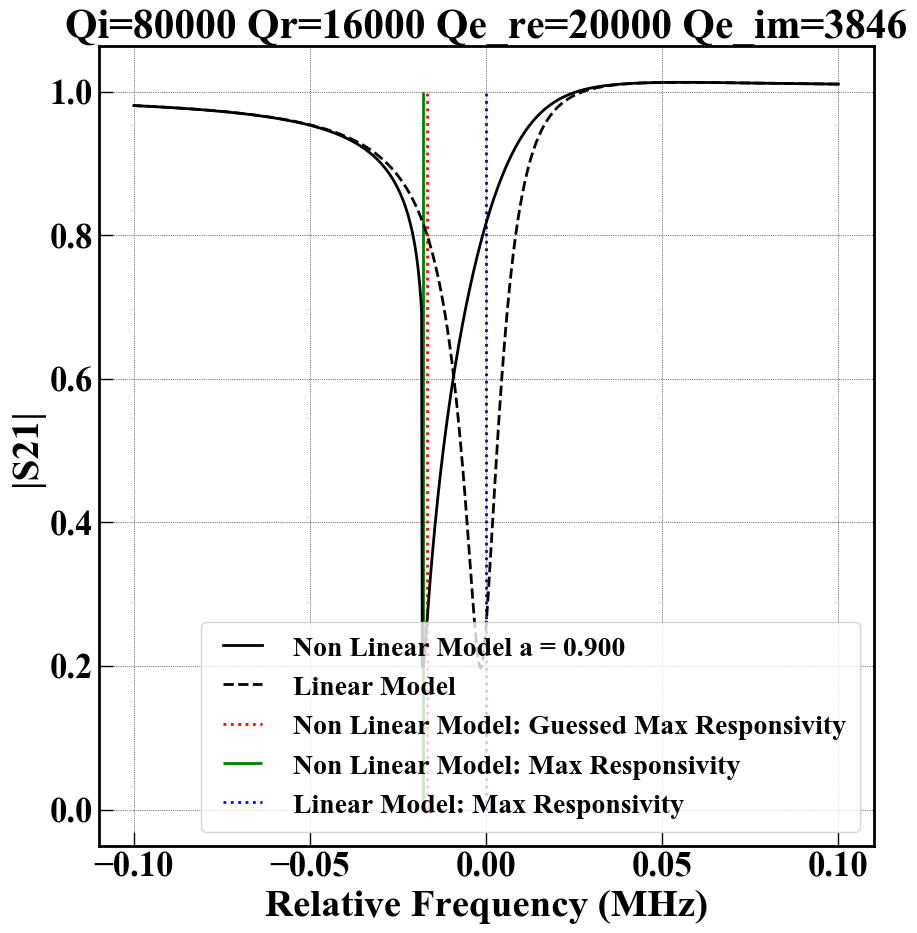 Qi=80000 Qr=16000 Qe_re=20000 Qe_im=3846
1.0
0.8
0.6
0.4
0.2
0.0
|S21|
Non Linear Model a = 0.900
Linear Model
Non Linear Model: Guessed Max Responsivity
Non Linear Model: Max Responsivity
Linear Model: Max Responsivity
−0.10 −0.05 0.00 0.05 0.10
Relative Frequency (MHz)